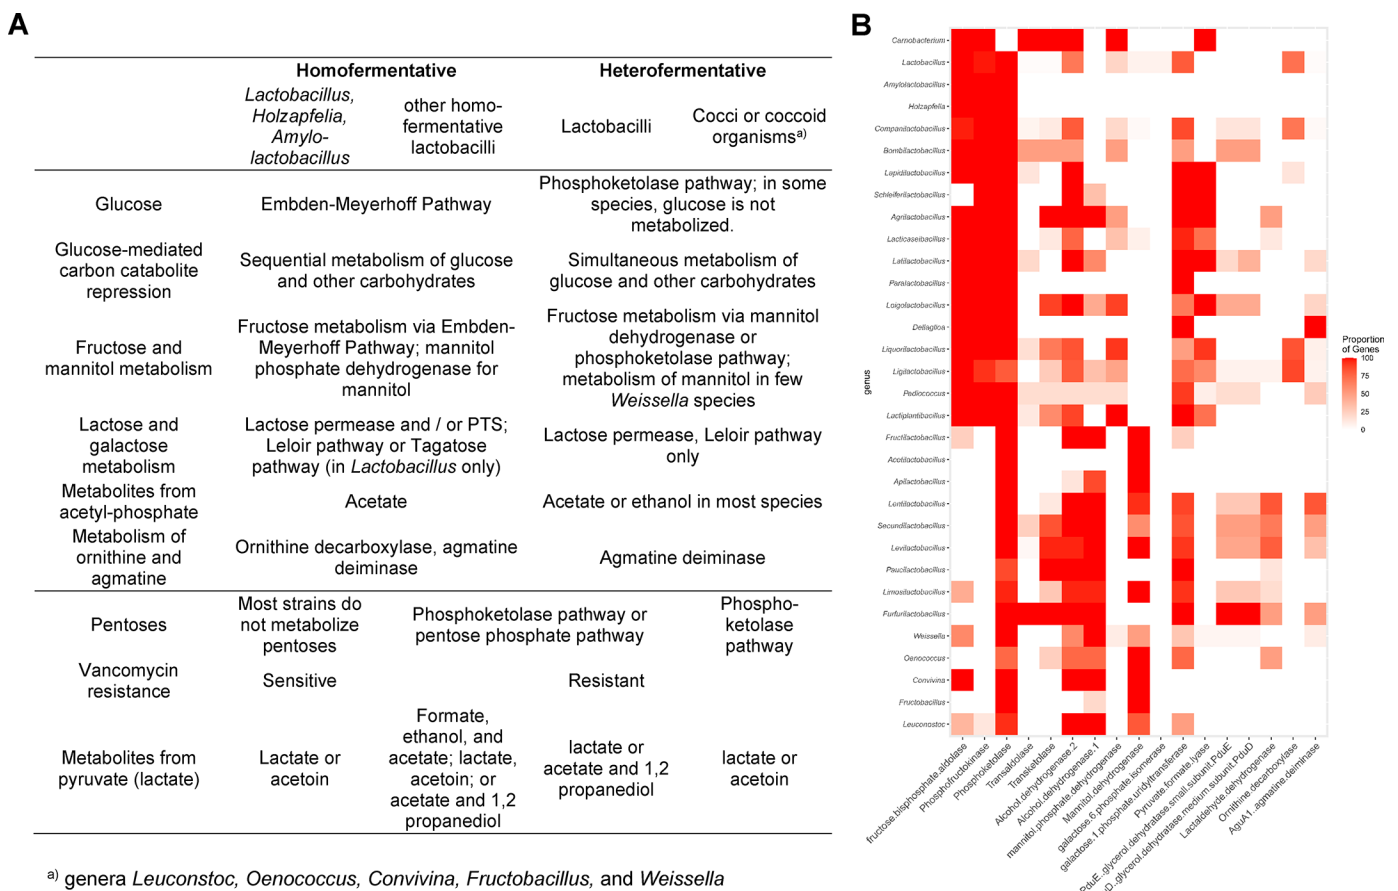 A
Homofermentative
Heterofermentative
Lactobacillus,
Holzapfelia,
Amylo-
lactobacillus
other homo-
fermentative
lactobacilli
Lactobacilli
Cocci or coccoid
organisms a)
Glucose
Embden-Meyerhoff Pathway
Phosphoketolase pathway; in some
species, glucose is not
metabolized.
Glucose-mediated
carbon catabolite
repression
Sequential metabolism of glucose
and other carbohydrates
Simultaneous metabolism of
glucose and other carbohydrates
Fructose and
mannitol metabolism
Fructose metabolism via Embden-
Meyerhoff Pathway; mannitol
phosphate dehydrogenase for
mannitol
Fructose metabolism via mannitol
dehydrogenase or
phosphoketolase pathway;
metabolism of mannitol in few
Weissella species
Lactose and
galactose
metabolism
Lactose permease and / or PTS;
Leloir pathway or Tagatose
pathway (in Lactobacillus only)
Lactose permease, Leloir pathway
only
Metabolites from
acetyl-phosphate
Acetate
Acetate or ethanol in most species
Metabolism of
ornithine and
agmatine
Ornithine decarboxylase, agmatine
deiminase
Agmatine deiminase
Pentoses
Most strains do
not metabolize
pentoses
Phosphoketolase pathway or
pentose phosphate pathway
Phospho-
ketolase
pathway
Vancomycin
resistance
Sensitive
Resistant
Metabolites from
pyruvate (lactate)
Lactate or
acetoin
Formate,
ethanol, and
acetate; lactate,
acetoin; or
acetate and 1,2
propanediol
lactate or
acetate and 1,2
propanediol
lactate or
acetoin
a) genera Leuconstoc, Oenococcus, Convivina, Fructobacillus, and Weissella
B
genus
Carnobacterium
Lactobacillus
Amylolactobacillus
Holzapfelia
Companilactobacillus
Bombilactobacillus
Lapidilactobacillus
Schleiferilactobacillus
Agrilactobacillus
Lacticaseibacillus
Latilactobacillus
Paralactobacillus
Loigolactobacillus
Dellaglioa
Liquorilactobacillus
Ligilactobacillus
Pediococcus
Lactiplantibacillus
Fructilactobacillus
Acetilactobacillus
Apilactobacillus
Lentilactobacillus
Secundilactobacillus
Levilactobacillus
Paucilactobacillus
Limosilactobacillus
Furfurilactobacillus
Weissella
Oenococcus
Convivina
Fructobacillus
Leuconostoc
fructose.bisphosphate.aldolase
Phosphofructokinase
Phosphoketolase
Transaldolase
Transketolase
Alcohol.dehydrogenase.2
Alcohol.dehydrogenase.1
mannitol.phosphate.dehydrogenase
Mannitol.dehydrogenase
galactose.6.phosphate.isomerase
galactose.1.phosphate.uridyltransferase
Pyruvate.formate.lyase
PduE..glycerol.dehydratase.small.subunit.PduE
D..glycerol.dehydratase.medium.subunit.PduD
Lactaldehyde.dehydrogenase
Ornithine.decarboxylase
AguA1..agmatine.deiminase
Proportion
of Genes
100
75
50
25
0